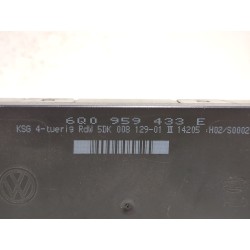 6Q0 959 433 E
KSG 4-tuerig RdW 5DK 008 129-01 II 14205 :H02/S0002